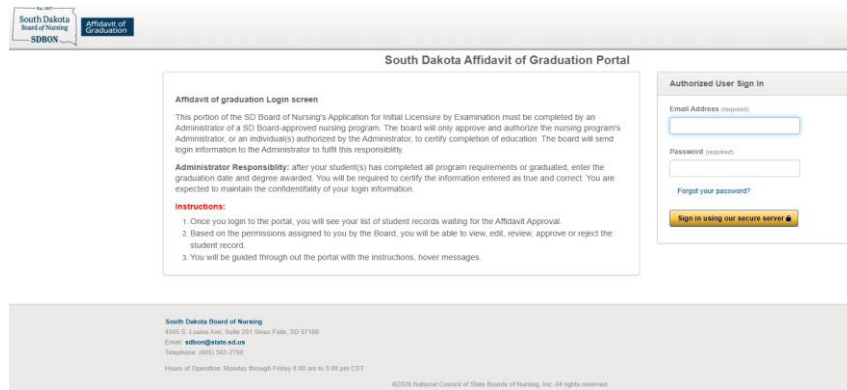 South Dakota
Board of Nursing
SDBON
Affidavit of
Graduation
South Dakota Affidavit of Graduation Portal
Affidavit of graduation Login screen
This portion of the SD Board of Nursing's Application for Initial Licensure by Examination must be completed by an
Administrator of a SD Board-approved nursing program. The board will only approve and authorize the nursing program's
Administrator, or an individual(s) authorized by the Administrator, to certify completion of education. The board will send
login information to the Administrator to fulfil this responsibility.
Administrator Responsiblity: after your student(s) has completed all program requirements or graduated, enter the
graduation date and degree awarded. You will be required to certify the information entered as true and correct. You are
expected to maintain the confidentifality of your login information.
Instructions:
1. Once you login to the portal, you will see your list of student records waiting for the Affidavit Approval.
2. Based on the permissions assigned to you by the Board, you will be able to view, edit, review, approve or reject the
student record.
3. You will be guided through out the portal with the instructions, hover messages.
Authorized User Sign In
Email Address (required)
Password (required)
Forgot your password?
Sign in using our secure server
South Dakota Board of Nursing
4305 S. Louise Ave. Suite 201 Sioux Falls, SD 57106
Email: sdbon@state.sd.us
Telephone: (605) 362-2760
Hours of Operation: Monday through Friday 8:00 am to 5:00 pm CST
©2026 National Council of State Boards of Nursing, Inc. All rights reserved.